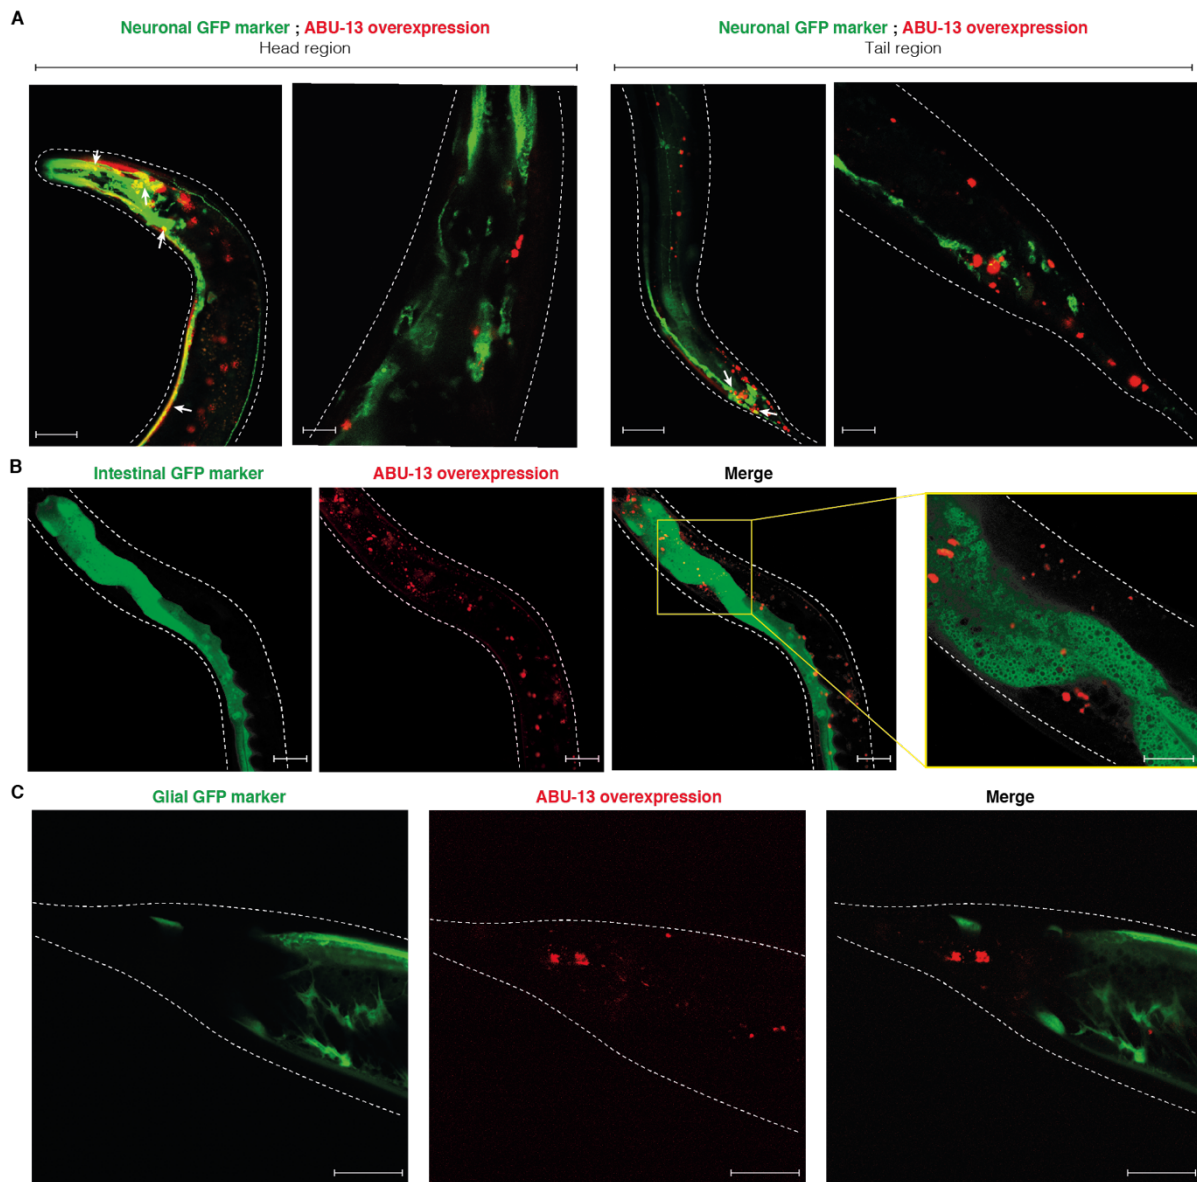 A
Neuronal GFP marker ; ABU-13 overexpression
Head region
Neuronal GFP marker ; ABU-13 overexpression
Tail region
B
Intestinal GFP marker
ABU-13 overexpression
Merge
C
Glial GFP marker
ABU-13 overexpression
Merge